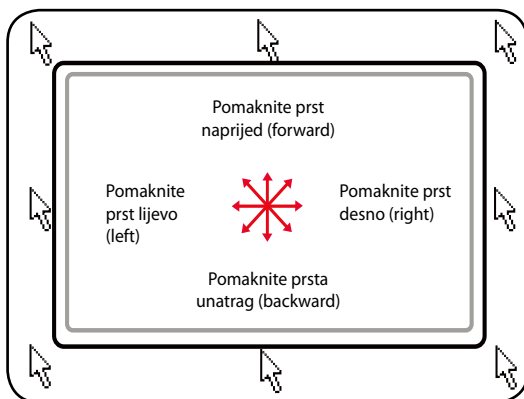 Pomaknite prst
naprijed (forward)
Pomaknite
prst lijevo
(left)
Pomaknite prst
desno (right)
Pomaknite prsta
unatrag (backward)